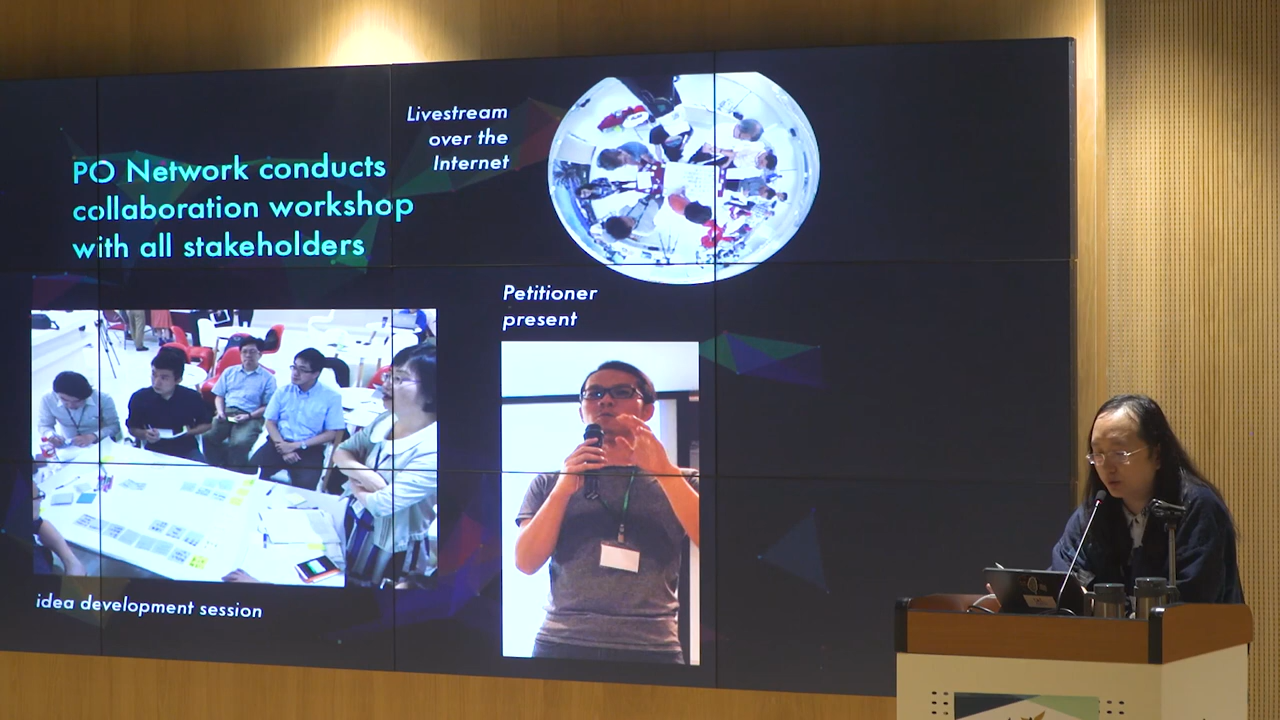 PO Network conducts
collaboration workshop
with all stakeholders
Livestream
over the
Internet
Petitioner
present
idea development session